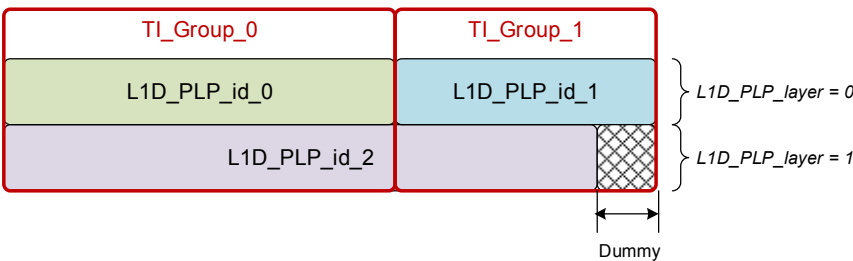 TI_Group_0
TI_Group_1
L1D_PLP_id_0
L1D_PLP_id_1
L1D_PLP_layer = 0
L1D_PLP_id_2
L1D_PLP_layer = 1
Dummy